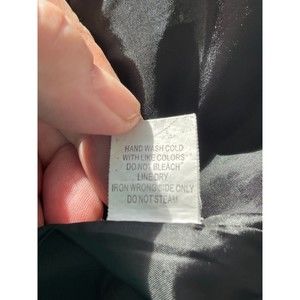 HAND WASH COLD
WITH LIKE COLORS
DO NOT BLEACH
LINE DRY
IRON WRONG SIDE ONLY
DO NOT STEAM